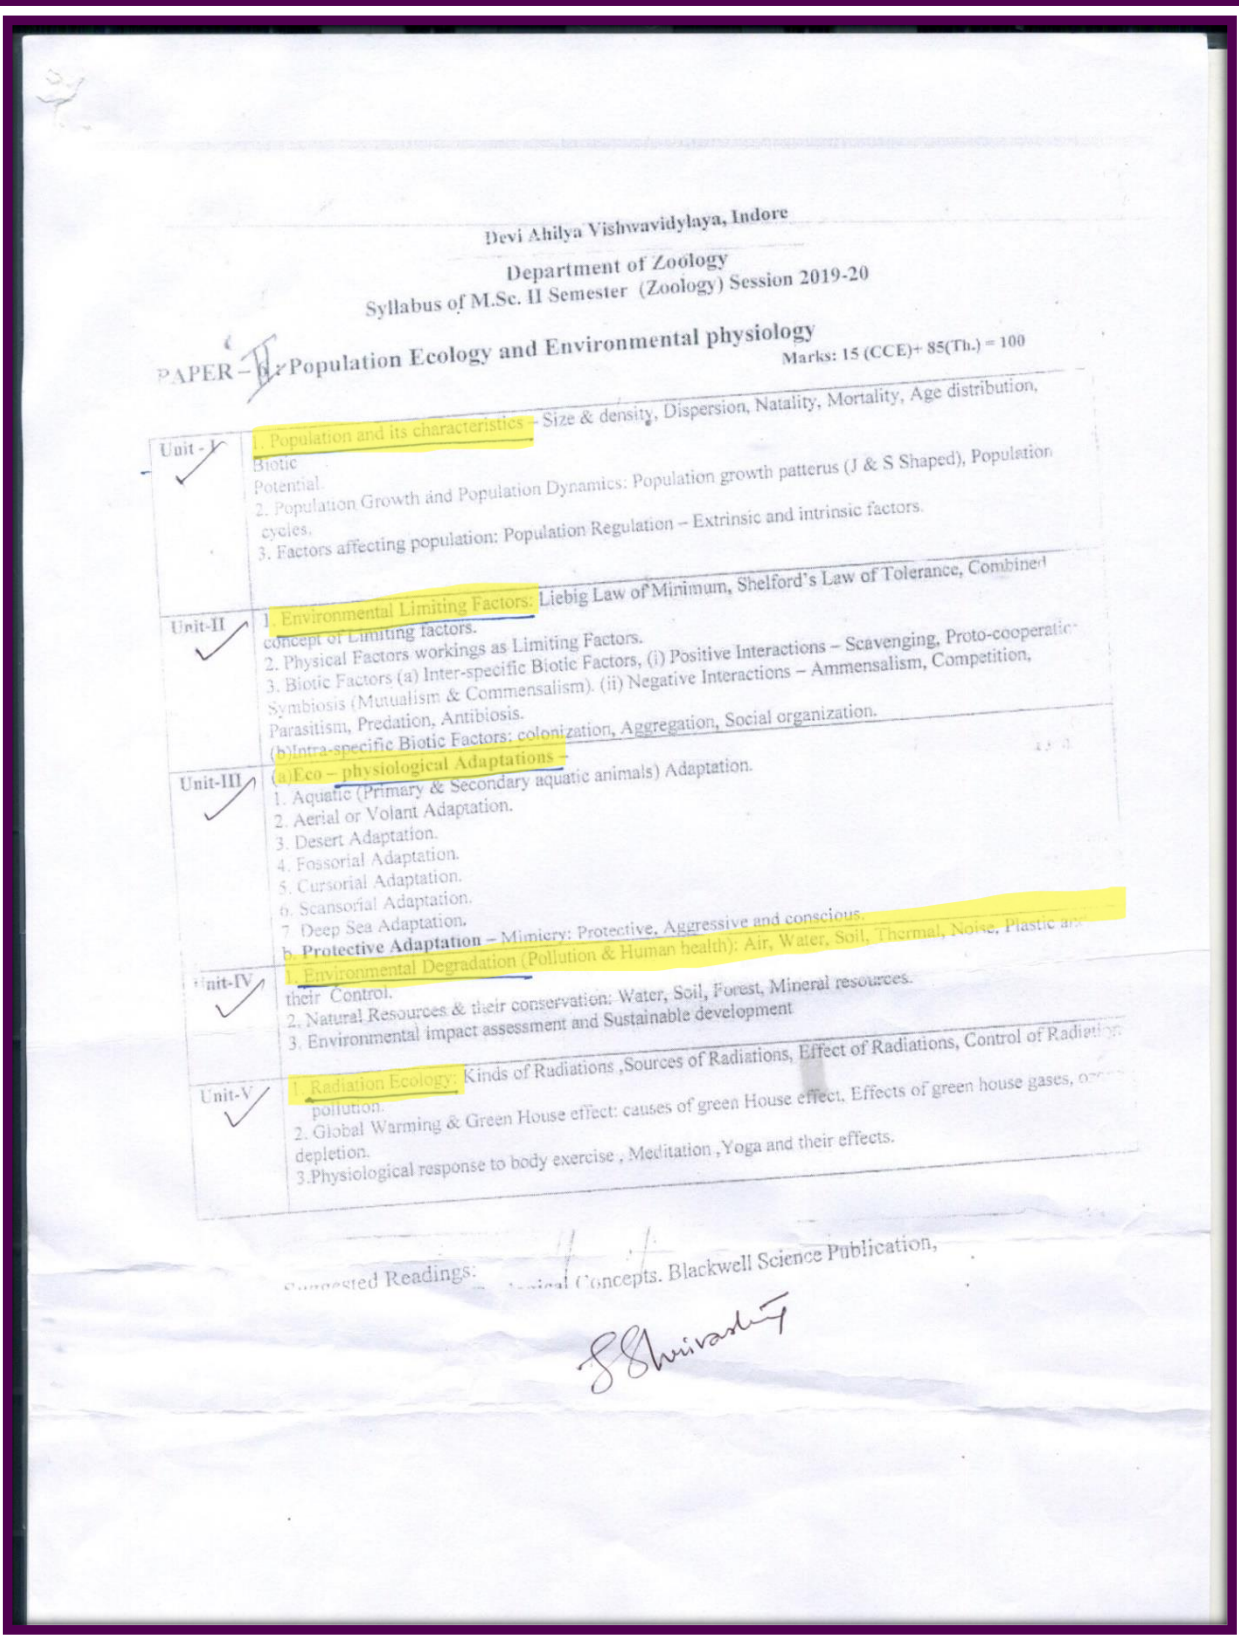 Devi Ahilya Vishwavidylaya, Indore
Department of Zoology
Syllabus of M.Sc. II Semester (Zoology) Session 2019-20
PAPER – II : Population Ecology and Environmental physiology
Marks: 15 (CCE)+ 85(Th.) = 100
Unit - I
1. Population and its characteristics – Size & density, Dispersion, Natality, Mortality, Age distribution,
Biotic
Potential.
2. Population Growth and Population Dynamics: Population growth patterus (J & S Shaped), Population
cycles.
3. Factors affecting population: Population Regulation – Extrinsic and intrinsic factors.
Unit-II
1. Environmental Limiting Factors: Liebig Law of Minimum, Shelford's Law of Tolerance, Combined
concept of Limiting factors.
2. Physical Factors workings as Limiting Factors.
3. Biotic Factors (a) Inter-specific Biotic Factors, (i) Positive Interactions – Scavenging,
Symbiosis (Mutualism & Commensalism). (ii) Negative Interactions – Ammensalism, Competition,
Parasitism, Predation, Antibiosis.
(b)Intra-specific Biotic Factors: colonization, Aggregation, Social organization.
Unit-III
(a)Eco – physiological Adaptations –
1. Aquatic (Primary & Secondary aquatic animals) Adaptation.
2. Aerial or Volant Adaptation.
3. Desert Adaptation.
4. Fossorial Adaptation.
5. Cursorial Adaptation.
6. Scansorial Adaptation.
7. Deep Sea Adaptation.
b. Protective Adaptation – Mimicry: Protective, Aggressive and conscious.
Unit-IV
1. Environmental Degradation (Pollution & Human health): Air, Water, Soil, Thermal, Noise, Plastic and
their Control.
2. Natural Resources & their conservation: Water, Soil, Forest, Mineral resources.
3. Environmental impact assessment and Sustainable development
Unit-V
1. Radiation Ecology: Kinds of Radiations ,Sources of Radiations, Effect of Radiations, Control of Radiation
pollution.
2. Global Warming & Green House effect: causes of green House effect, Effects of green house gases,
depletion.
3.Physiological response to body exercise , Meditation ,Yoga and their effects.
Suggested Readings:
Concepts. Blackwell Science Publication,